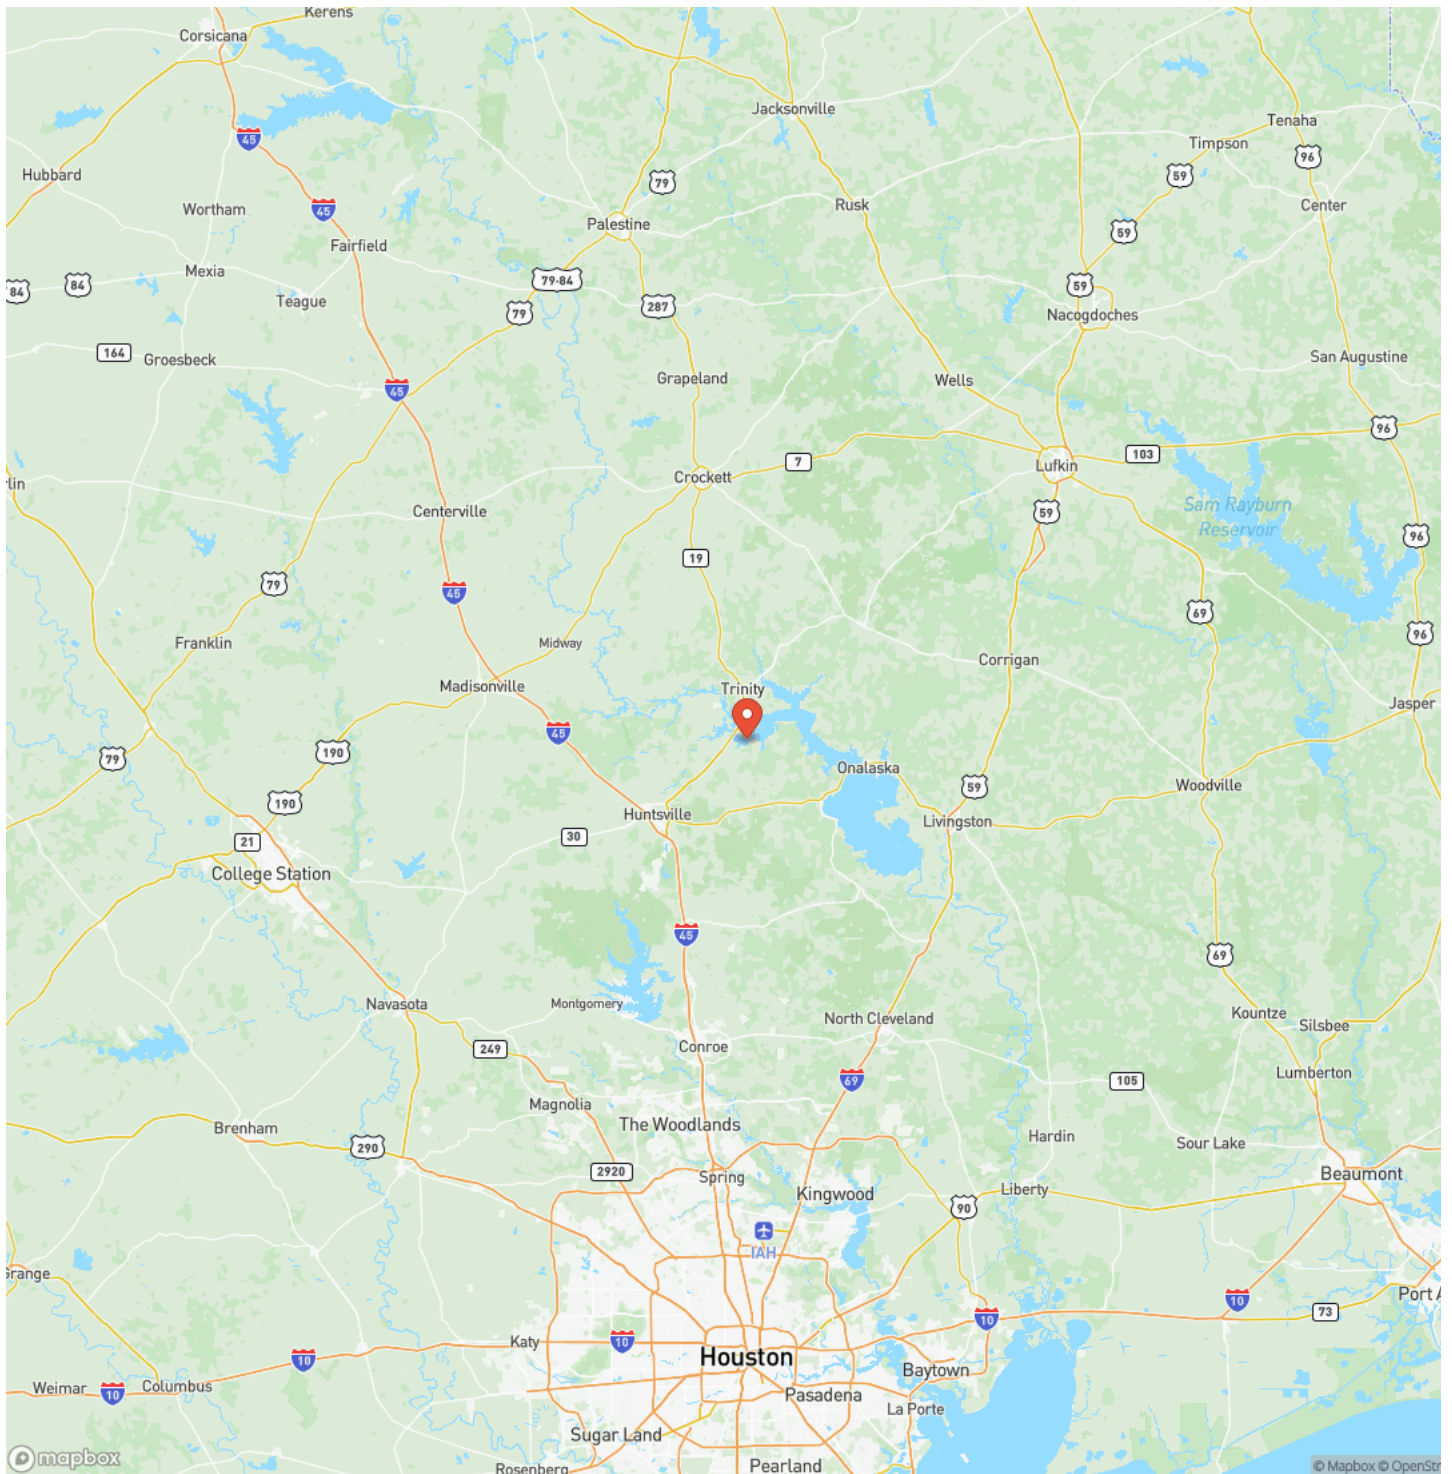 Kerens
Corsicana
Jacksonville
45
Tenaha
Timpson
96
Hubbard
59
79
45
Wortham
Rusk
Center
Palestine
59
Fairfield
Mexia
84
84
79-84
59
Teague
79
287
Nacogdoches
164
Groesbeck
San Augustine
Grapeland
Wells
45
96
7
103
Lufkin
Crockett
rlin
Sam Rayburn
Reservoir
Centerville
59
96
19
79
45
69
96
Franklin
Midway
Corrigan
Madisonville
Trinity
Jasper
45
190
79
Onalaska
59
Woodville
190
Huntsville
Livingston
30
21
College Station
45
69
Navasota
Montgomery
North Cleveland
Kountze
Silsbee
249
Conroe
69
105
Lumberton
Magnolia
The Woodlands
Brenham
Hardin
290
Sour Lake
2920
Spring
Beaumont
Kingwood
Liberty
90
IAH
Grange
Port A
10
73
10
10
Katy
10
Houston
Baytown
Weimar
10
Columbus
Pasadena
La Porte
Sugar Land
mapbox
Rosenberg
Pearland
© Mapbox © OpenStr